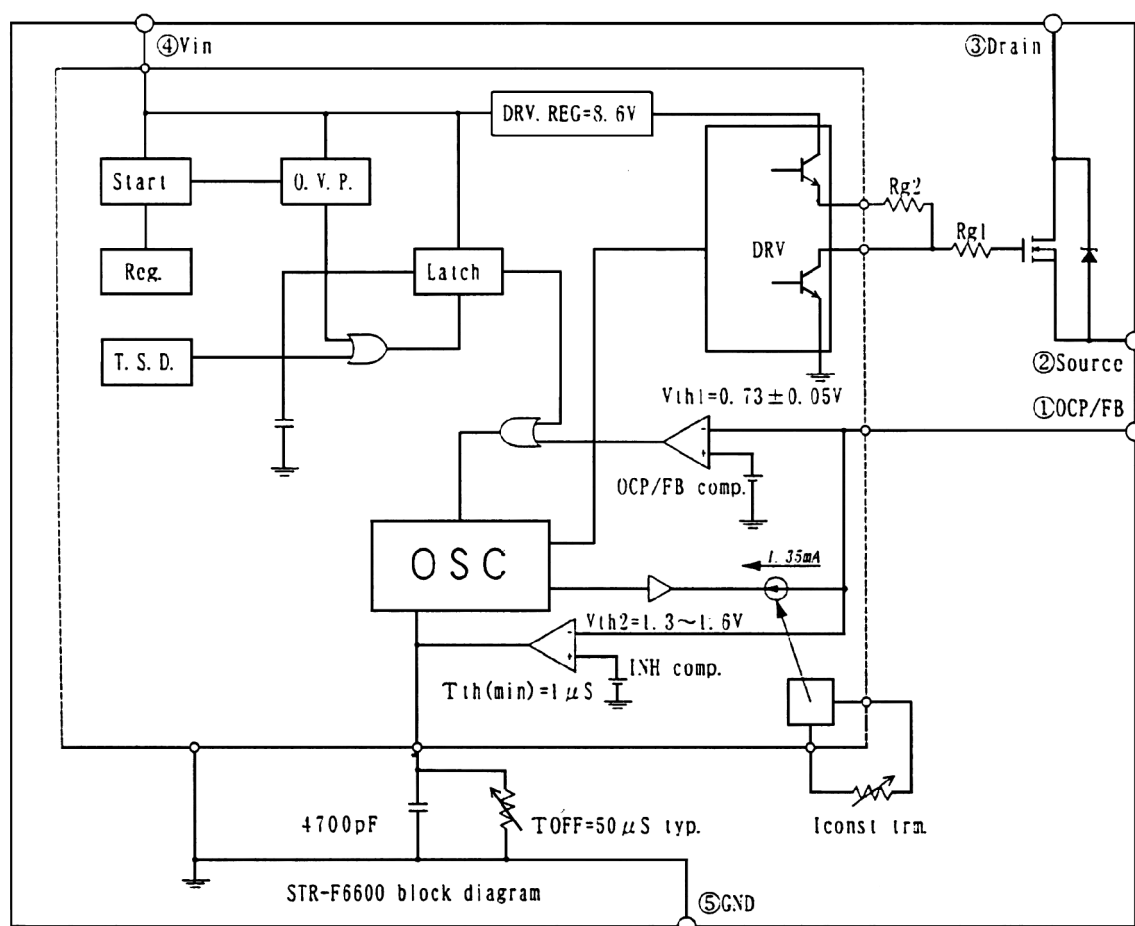 ④Vin
③Drain
DRV. REG=8. 6V
Start
O. V. P.
Rg2
Rg1
DRV
Reg.
Latch
T. S. D.
②Source
Vth1=0. 73±0. 05V
①OCP/FB
-
+
OCP/FB comp.
OSC
1. 35mA
Vth2=1. 3~1. 6V
-
+
INH comp.
Tth(min)=1μS
4700pF
TOFF=50μS typ.
Iconst trm.
STR-F6600 block diagram
⑤GND